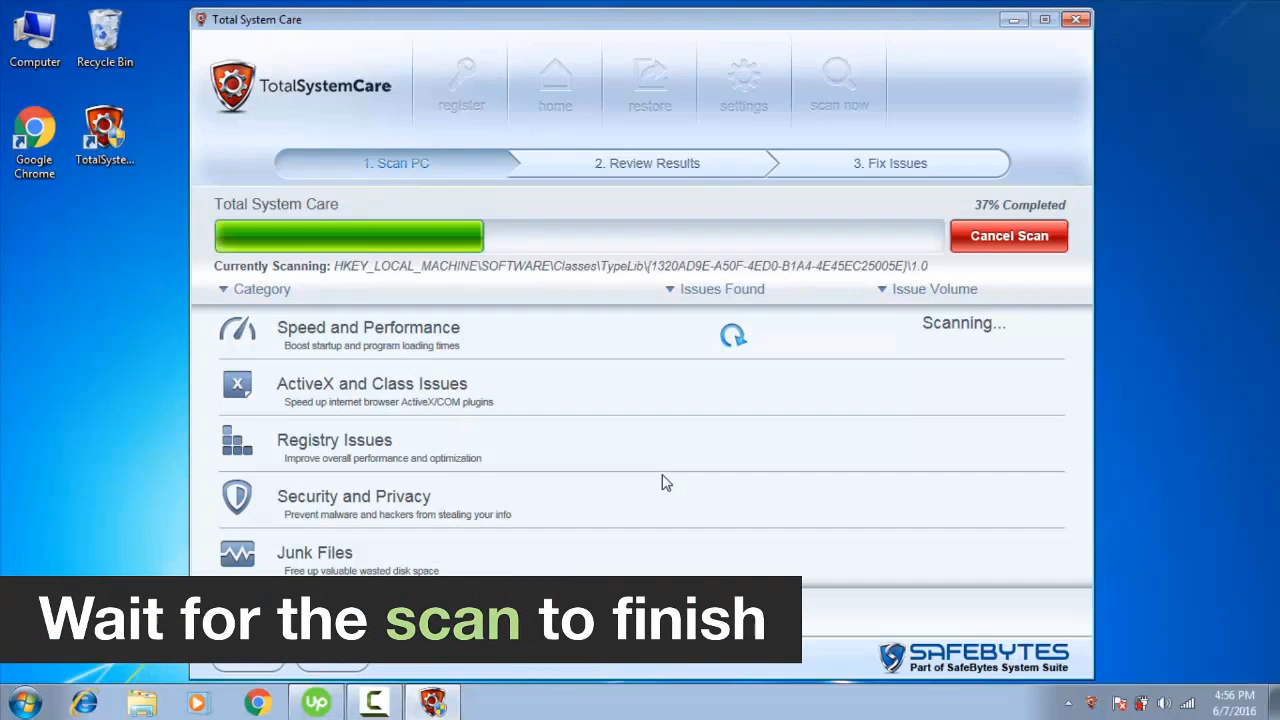 Computer
Recycle Bin
Google Chrome
TotalSyste...
Total System Care
TotalSystemCare
register
home
restore
settings
scan now
1. Scan PC
2. Review Results
3. Fix Issues
Total System Care
37% Completed
Cancel Scan
Currently Scanning: HKEY_LOCAL_MACHINE\SOFTWARE\Classes\TypeLib\{1320AD9E-A50F-4ED0-B1A4-4E45EC25005E}\1.0
Category
Issues Found
Issue Volume
Speed and Performance
Scanning...
Boost startup and program loading times
ActiveX and Class Issues
Speed up internet browser ActiveX/COM plugins
Registry Issues
Improve overall performance and optimization
Security and Privacy
Prevent malware and hackers from stealing your info
Junk Files
Free up valuable wasted disk space
Wait for the scan to finish
SAFEBYTES
Part of SafeBytes System Suite
up
4:56 PM
6/7/2016